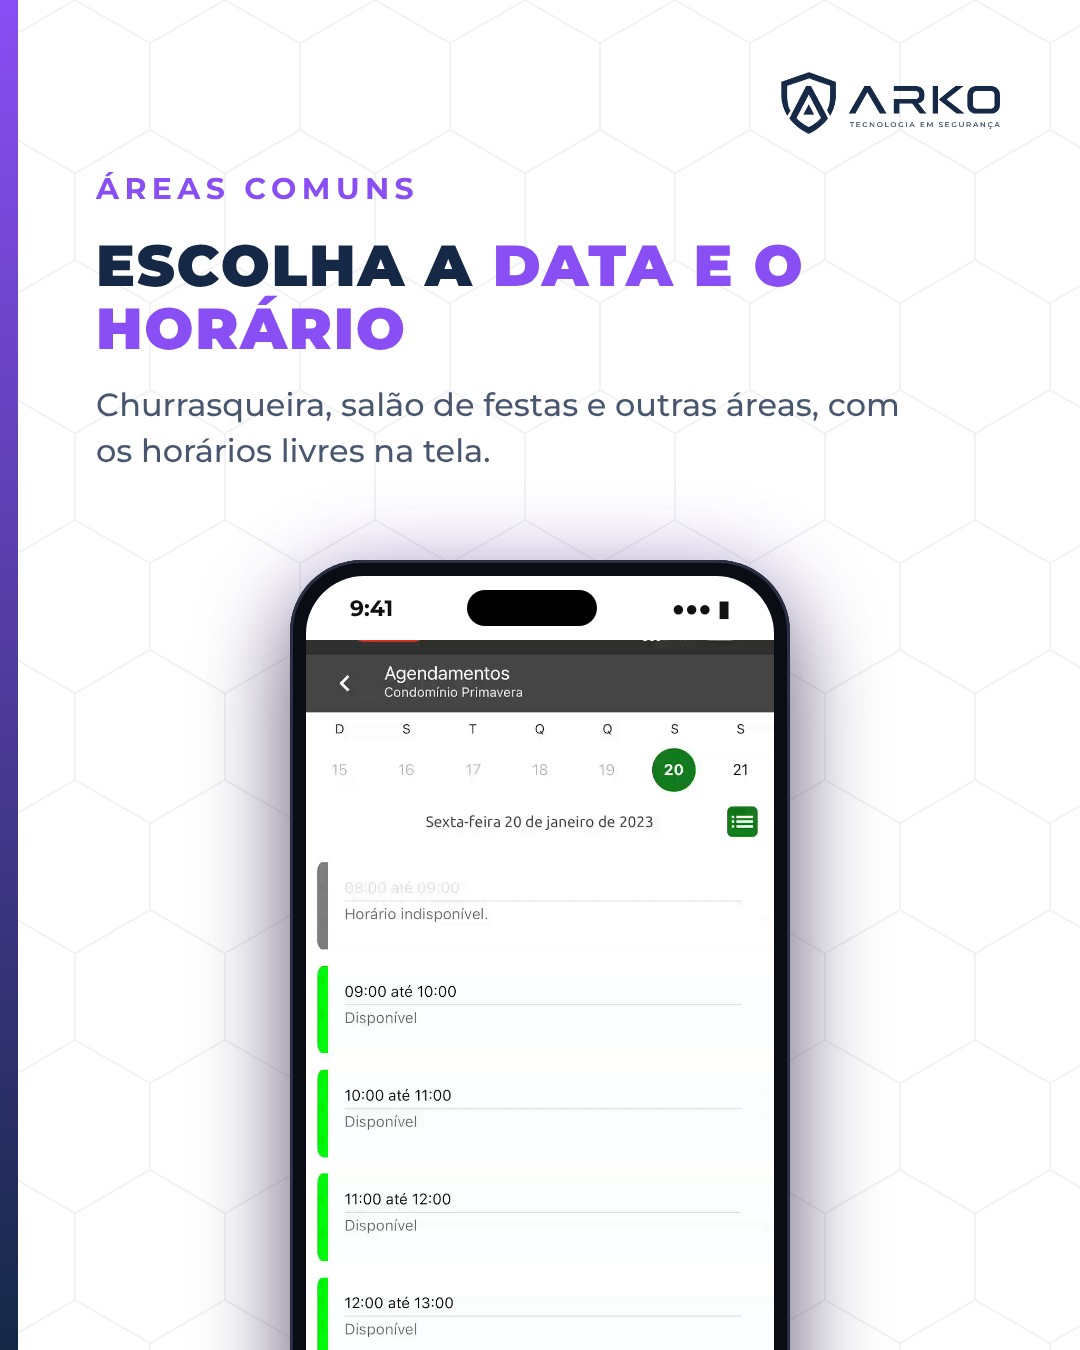 ARKO
TECNOLOGIA EM SEGURANÇA
ÁREAS COMUNS
ESCOLHA A DATA E O
HORÁRIO
Churrasqueira, salão de festas e outras áreas, com
os horários livres na tela.
9:41
Agendamentos
Condomínio Primavera
D S T Q Q S S
15 16 17 18 19 20 21
Sexta-feira 20 de janeiro de 2023
08:00 até 09:00
Horário indisponível.
09:00 até 10:00
Disponível
10:00 até 11:00
Disponível
11:00 até 12:00
Disponível
12:00 até 13:00
Disponível